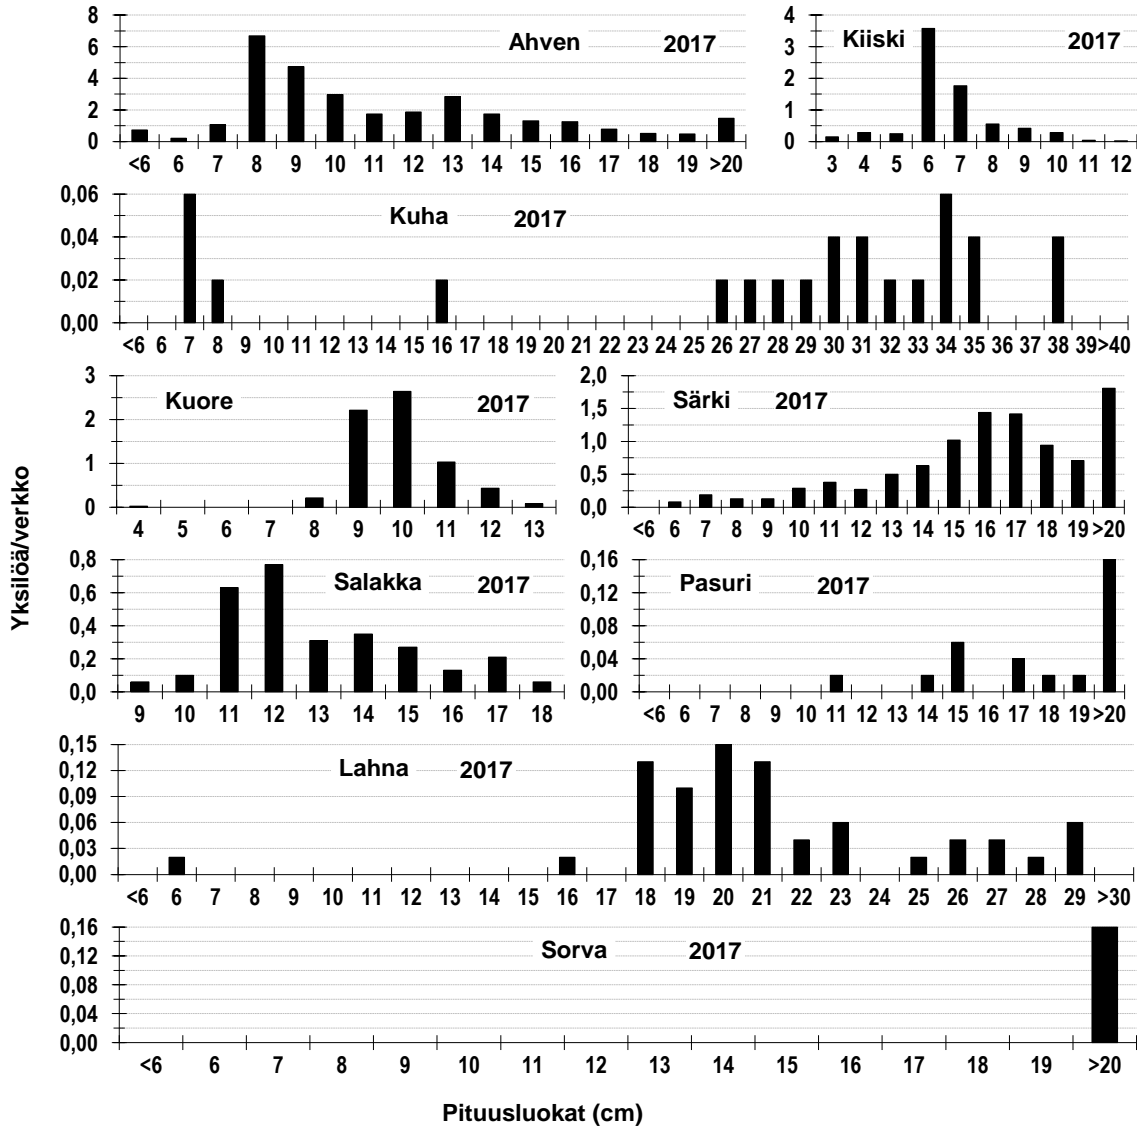 Ahven 2017
8
6
4
2
0
<6 6 7 8 9 10 11 12 13 14 15 16 17 18 19 >20
Kiiski 2017
4
3
2
1
0
3 4 5 6 7 8 9 10 11 12
Kuha 2017
0,06
0,04
0,02
0,00
<6 6 7 8 9 10 11 12 13 14 15 16 17 18 19 20 21 22 23 24 25 26 27 28 29 30 31 32 33 34 35 36 37 38 39 >40
Kuore 2017
3
2
1
0
4 5 6 7 8 9 10 11 12 13
Särki 2017
2,0
1,5
1,0
0,5
0,0
<6 6 7 8 9 10 11 12 13 14 15 16 17 18 19 >20
Yksilöä/verkko
Salakka 2017
0,8
0,6
0,4
0,2
0,0
9 10 11 12 13 14 15 16 17 18
Pasuri 2017
0,16
0,12
0,08
0,04
0,00
<6 6 7 8 9 10 11 12 13 14 15 16 17 18 19 >20
Lahna 2017
0,15
0,12
0,09
0,06
0,03
0,00
<6 6 7 8 9 10 11 12 13 14 15 16 17 18 19 20 21 22 23 24 25 26 27 28 29 >30
Sorva 2017
0,16
0,12
0,08
0,04
0,00
<6 6 7 8 9 10 11 12 13 14 15 16 17 18 19 >20
Pituusluokat (cm)